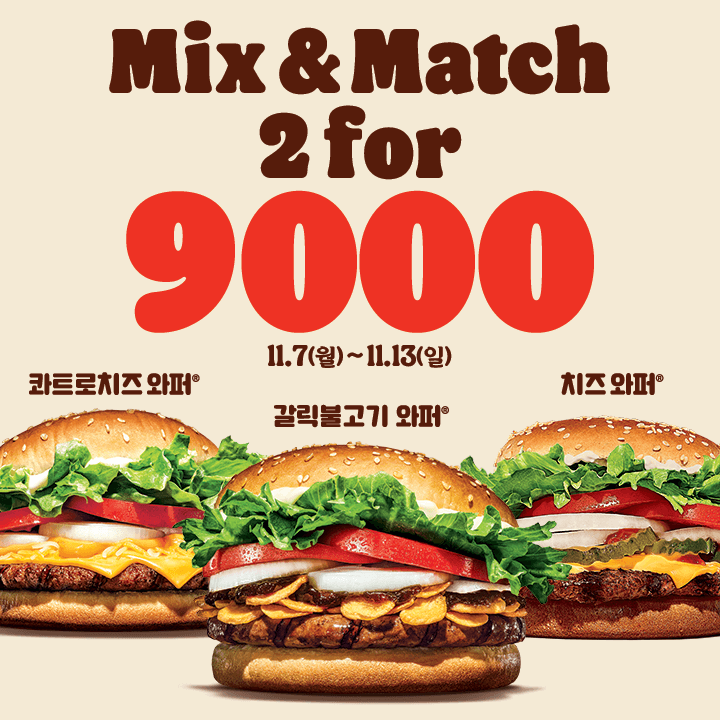 Mix & Match
2 for
9000
11.7(월)~11.13(일)
콰트로치즈 와퍼®
갈릭불고기 와퍼®
치즈 와퍼®